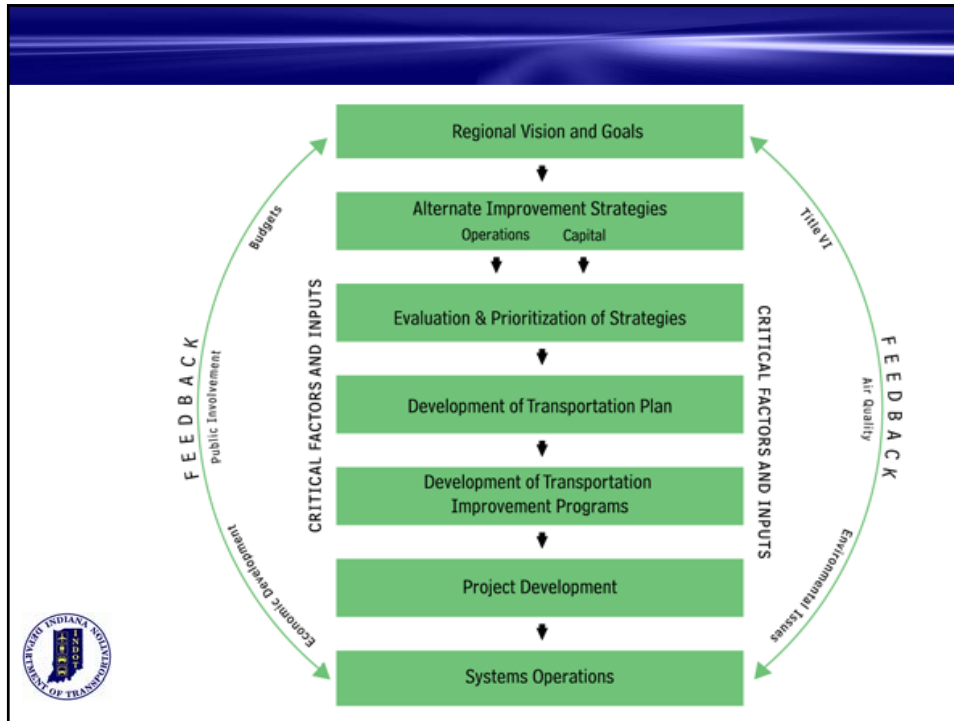 Regional Vision and Goals
Alternate Improvement Strategies
Operations Capital
Evaluation & Prioritization of Strategies
Development of Transportation Plan
Development of Transportation
Improvement Programs
Project Development
Systems Operations
CRITICAL FACTORS AND INPUTS
CRITICAL FACTORS AND INPUTS
FEEDBACK
Budgets
Public Involvement
Economic Development
FEEDBACK
Title VI
Air Quality
Environmental Issues
INDIANA
DEPARTMENT OF TRANSPORTATION
INDOT